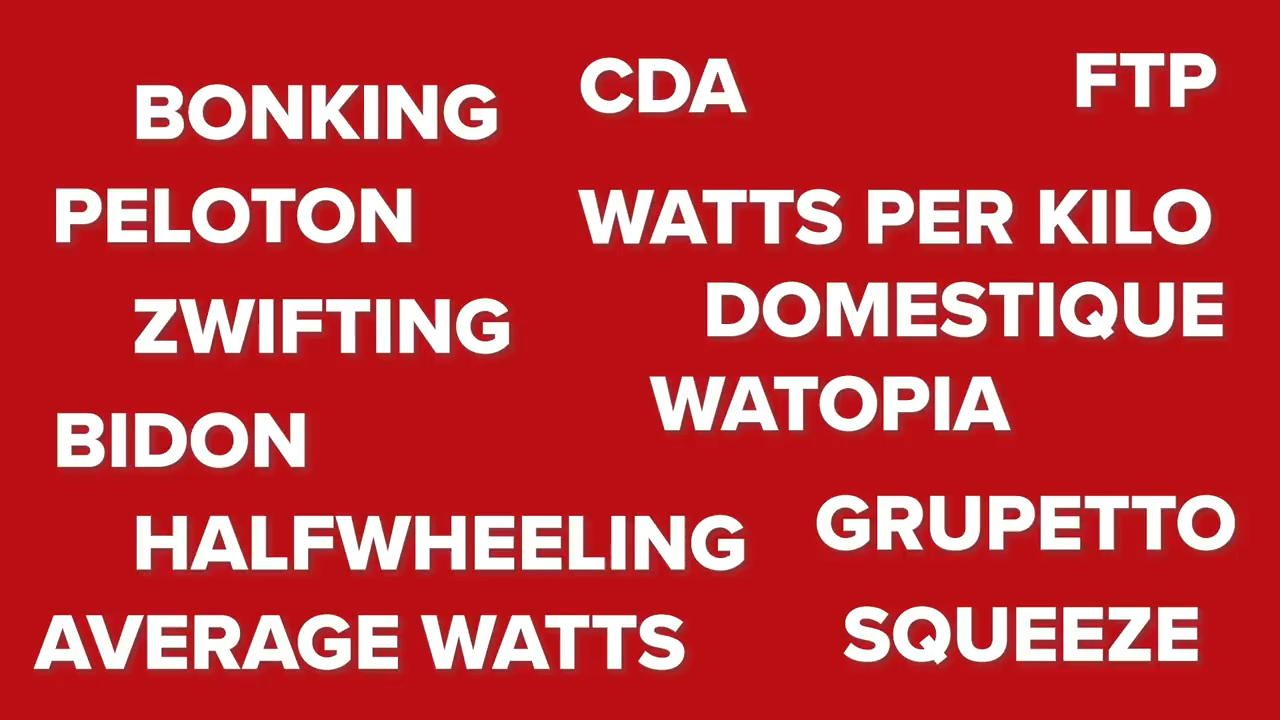 BONKING
CDA
FTP
PELOTON
WATTS PER KILO
ZWIFTING
DOMESTIQUE
WATOPIA
BIDON
HALFWHEELING
GRUPETTO
AVERAGE WATTS
SQUEEZE